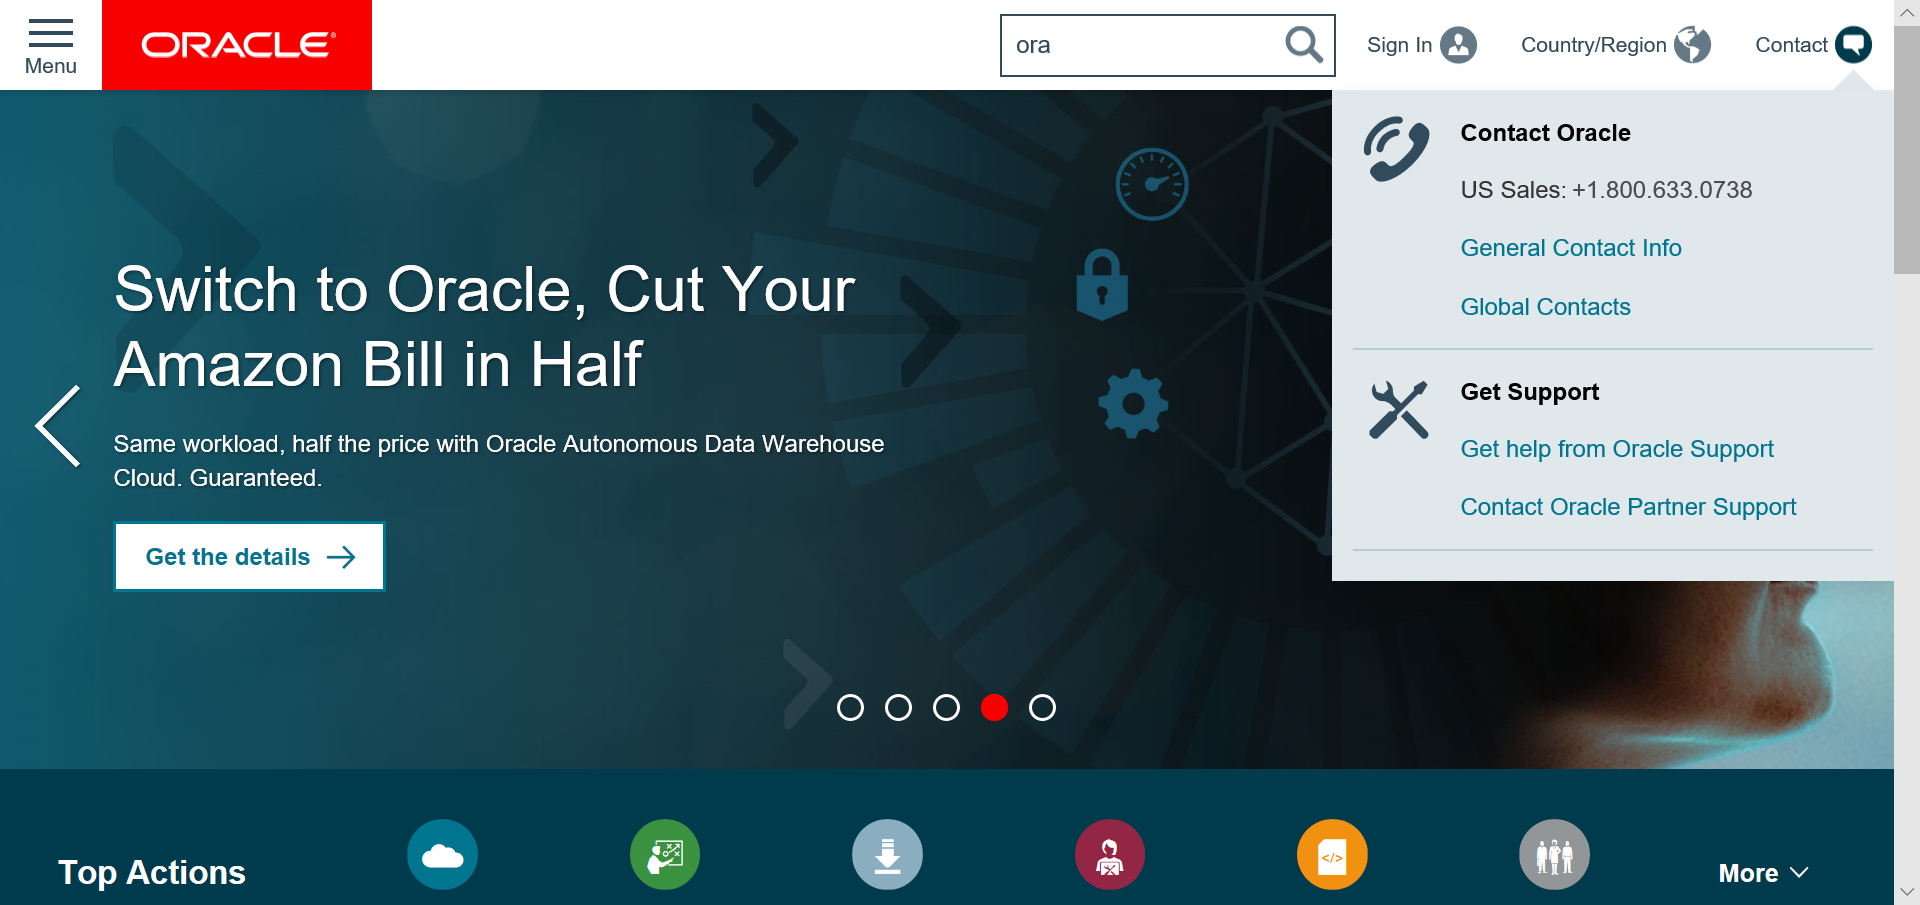 Menu
ORACLE®
ora
Sign In
Country/Region
Contact
Contact Oracle
US Sales: +1.800.633.0738
General Contact Info
Global Contacts
Get Support
Get help from Oracle Support
Contact Oracle Partner Support
Switch to Oracle, Cut Your
Amazon Bill in Half
Same workload, half the price with Oracle Autonomous Data Warehouse
Cloud. Guaranteed.
Get the details
Top Actions
</>
More